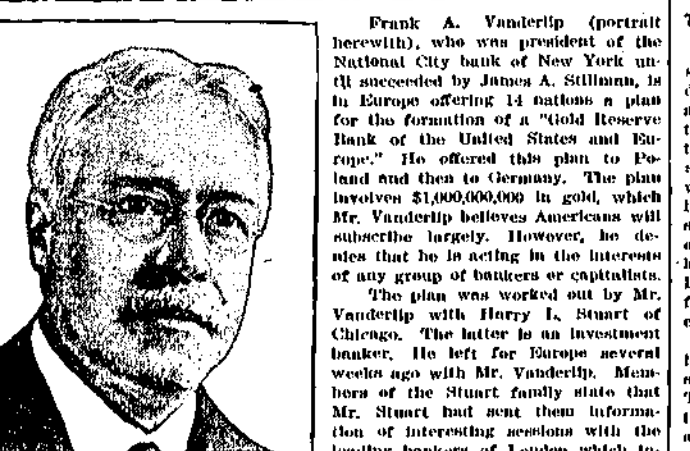 Frank A. Vanderlip (portrait
herewith), who was president of the
National City bank of New York un-
til succeeded by James A. Stillman, is
in Europe offering 14 nations a plan
for the formation of a "Gold Reserve
Bank of the United States and Eu-
rope." He offered this plan to Po-
land and then to Germany. The plan
involves $1,000,000,000 in gold, which
Mr. Vanderlip believes Americans will
subscribe largely. However, he de-
nies that he is acting in the interests
of any group of bankers or capitalists.
The plan was worked out by Mr.
Vanderlip with Harry L. Stuart of
Chicago. The latter is an investment
banker. He left for Europe several
weeks ago with Mr. Vanderlip. Mem-
bers of the Stuart family state that
Mr. Stuart had sent them informa-
tion of interesting sessions with the
leading bankers of London which in-